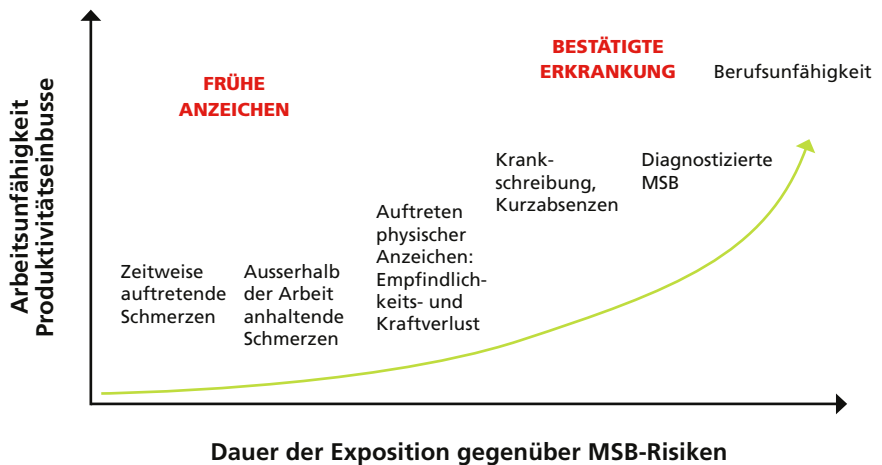 Arbeitsunfähigkeit
Produktivitätseinbusse
FRÜHE
ANZEICHEN
BESTÄTIGTE
ERKRANKUNG
Berufsunfähigkeit
Zeitweise
auftretende
Schmerzen
Ausserhalb
der Arbeit
anhaltende
Schmerzen
Auftreten
physischer
Anzeichen:
Empfindlich-
keits- und
Kraftverlust
Krank-
schreibung,
Kurzabsenzen
Diagnostizierte
MSB
Dauer der Exposition gegenüber MSB-Risiken